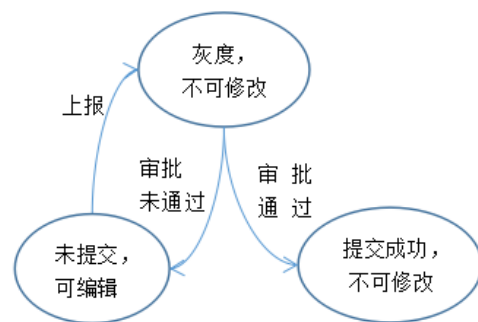 灰度，
不可修改
上报
审批
未通过
审 批
通 过
未提交，
可编辑
提交成功，
不可修改